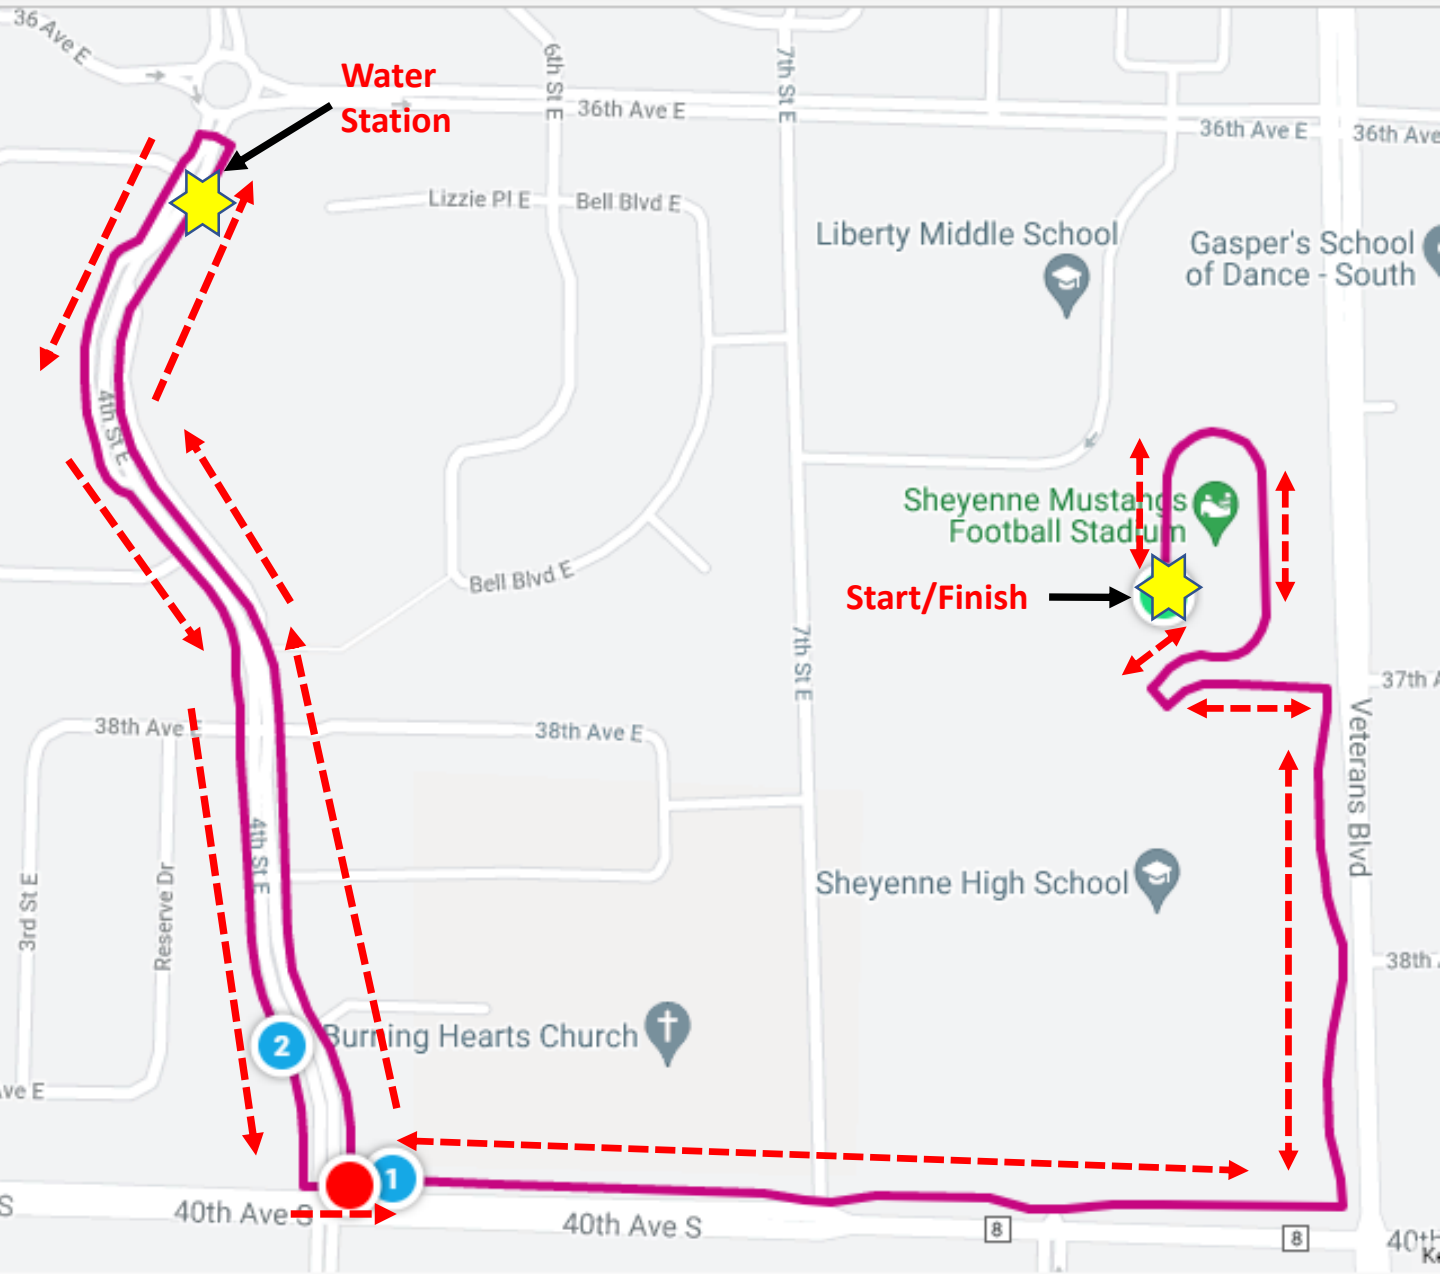 36 Ave E
Water
Station
6th St E
7th St E
36th Ave E
36th Ave E
36th Ave
Lizzie Pl E
Bell Blvd E
Liberty Middle School
Gasper's School
of Dance - South
4th St E
Sheyenne Mustangs
Football Stadium
Bell Blvd E
Start/Finish
7th St E
37th A
38th Ave E
38th Ave E
Veterans Blvd
4th St E
3rd St E
Reserve Dr
Sheyenne High School
38th
2
Burning Hearts Church
Ave E
1
S
40th Ave S
40th Ave S
8
8
40th
Ke